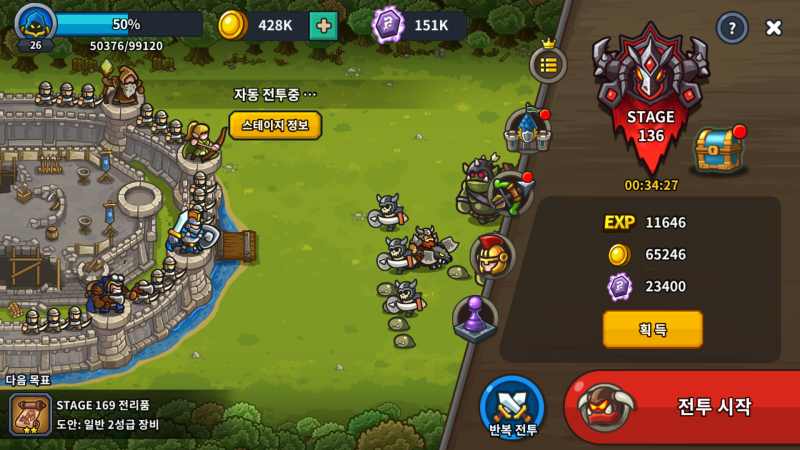 50%
428K
151K
26
50376/99120
자동 전투중 ···
스테이지 정보
STAGE
136
00:34:27
EXP 11646
65246
23400
획득
다음 목표
STAGE 169 전리품
도안: 일반 2성급 장비
반복 전투
전투 시작